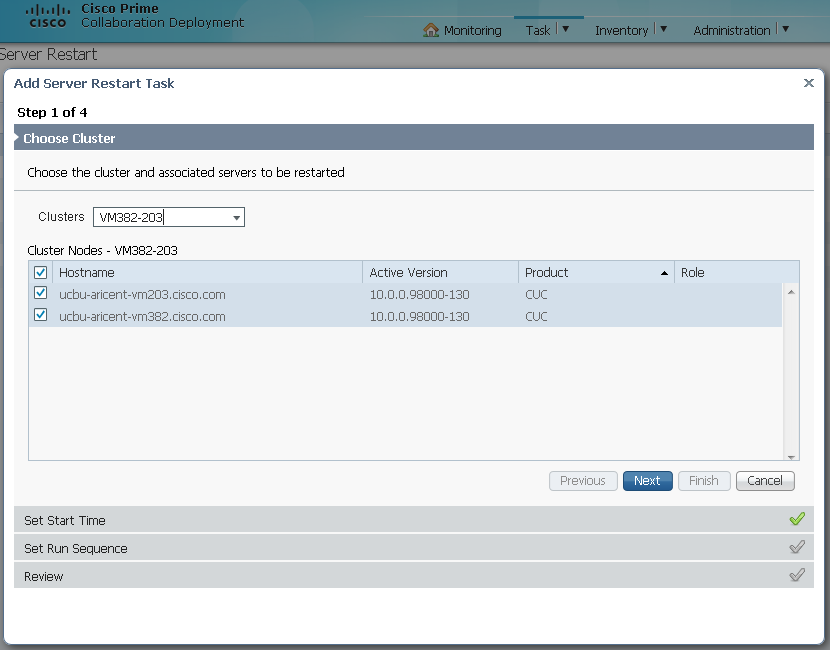 Cisco Prime
CISCO Collaboration Deployment
Monitoring Task Inventory Administration
Server Restart
Add Server Restart Task
Step 1 of 4
Choose Cluster
Choose the cluster and associated servers to be restarted
Clusters VM382-203
Cluster Nodes - VM382-203
Hostname Active Version Product Role
ucbu-aricent-vm203.cisco.com 10.0.0.98000-130 CUC
ucbu-aricent-vm382.cisco.com 10.0.0.98000-130 CUC
Previous Next Finish Cancel
Set Start Time
Set Run Sequence
Review